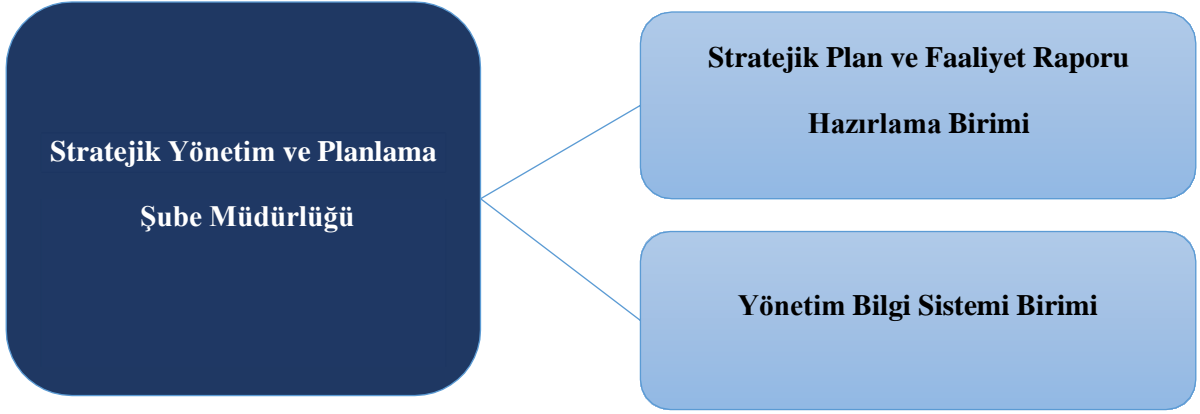 Stratejik Yönetim ve Planlama
Şube Müdürlüğü
Stratejik Plan ve Faaliyet Raporu
Hazırlama Birimi
Yönetim Bilgi Sistemi Birimi